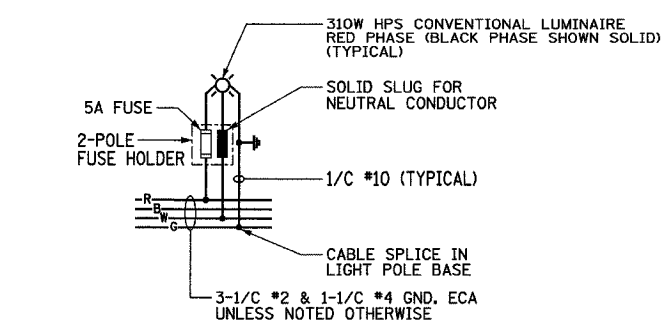 310W HPS CONVENTIONAL LUMINAIRE
RED PHASE (BLACK PHASE SHOWN SOLID)
(TYPICAL)
SOLID SLUG FOR
NEUTRAL CONDUCTOR
5A FUSE
2-POLE
FUSE HOLDER
1/C #10 (TYPICAL)
R
B
W
G
CABLE SPLICE IN
LIGHT POLE BASE
3-1/C #2 & 1-1/C #4 GND. ECA
UNLESS NOTED OTHERWISE